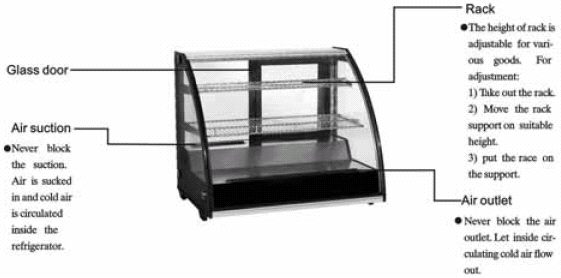 Glass door
Air suction
●Never block
the suction.
Air is sucked
in and cold air
is circulated
inside the
refrigerator.
Rack
●The height of rack is
adjustable for vari-
ous goods. For
adjustment:
1) Take out the rack.
2) Move the rack
support on suitable
height.
3) put the race on
the support.
Air outlet
●Never block the air
outlet. Let inside cir-
culating cold air flow
out.